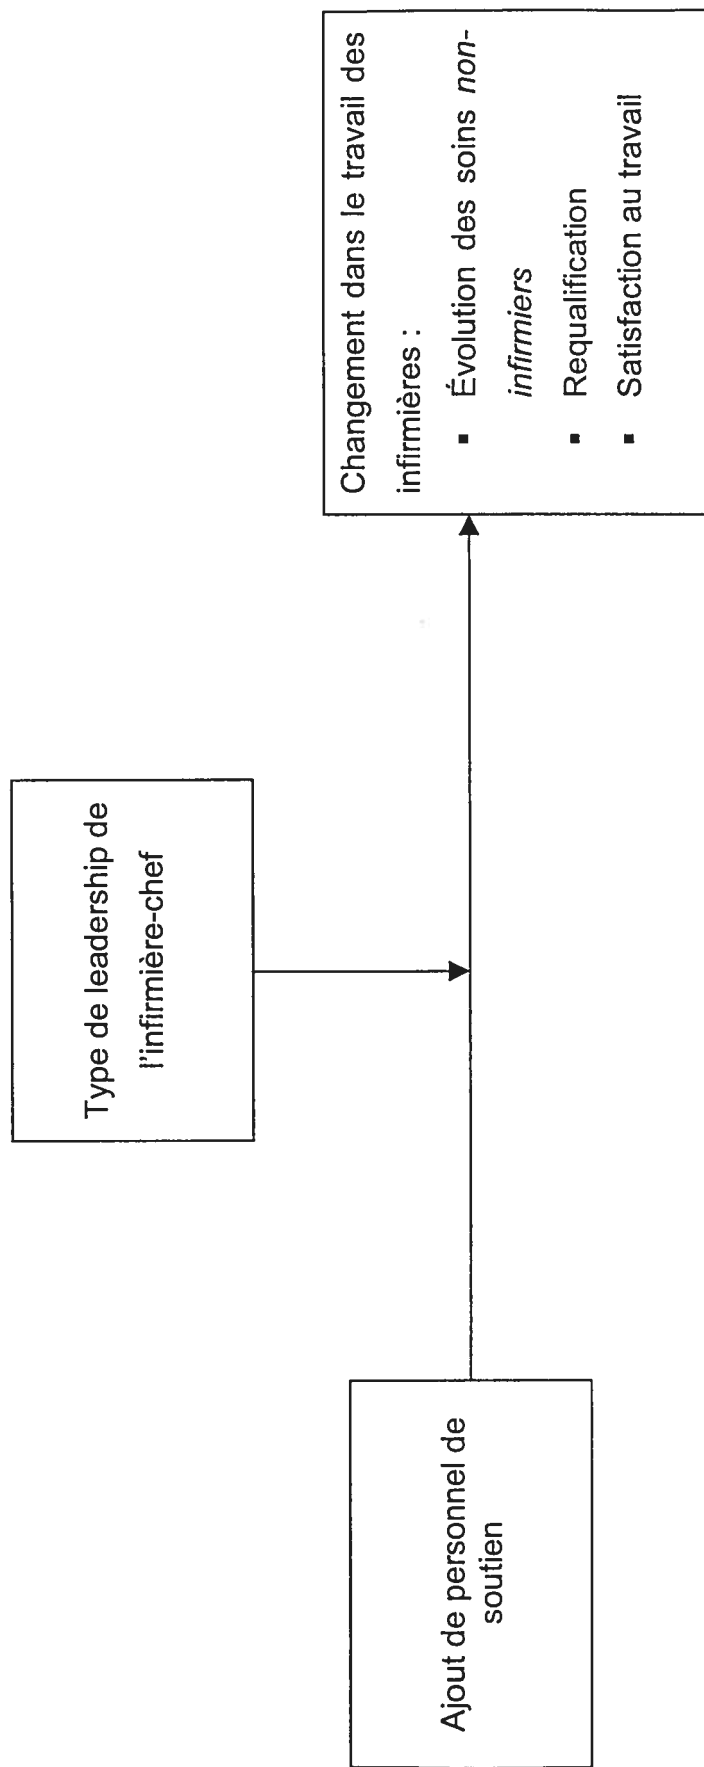 Type de leadership de
l'infirmière-chef
Ajout de personnel de
soutien
Changement dans le travail des
infirmières :
▪ Évolution des soins non-
infirmiers
▪ Requalification
▪ Satisfaction au travail